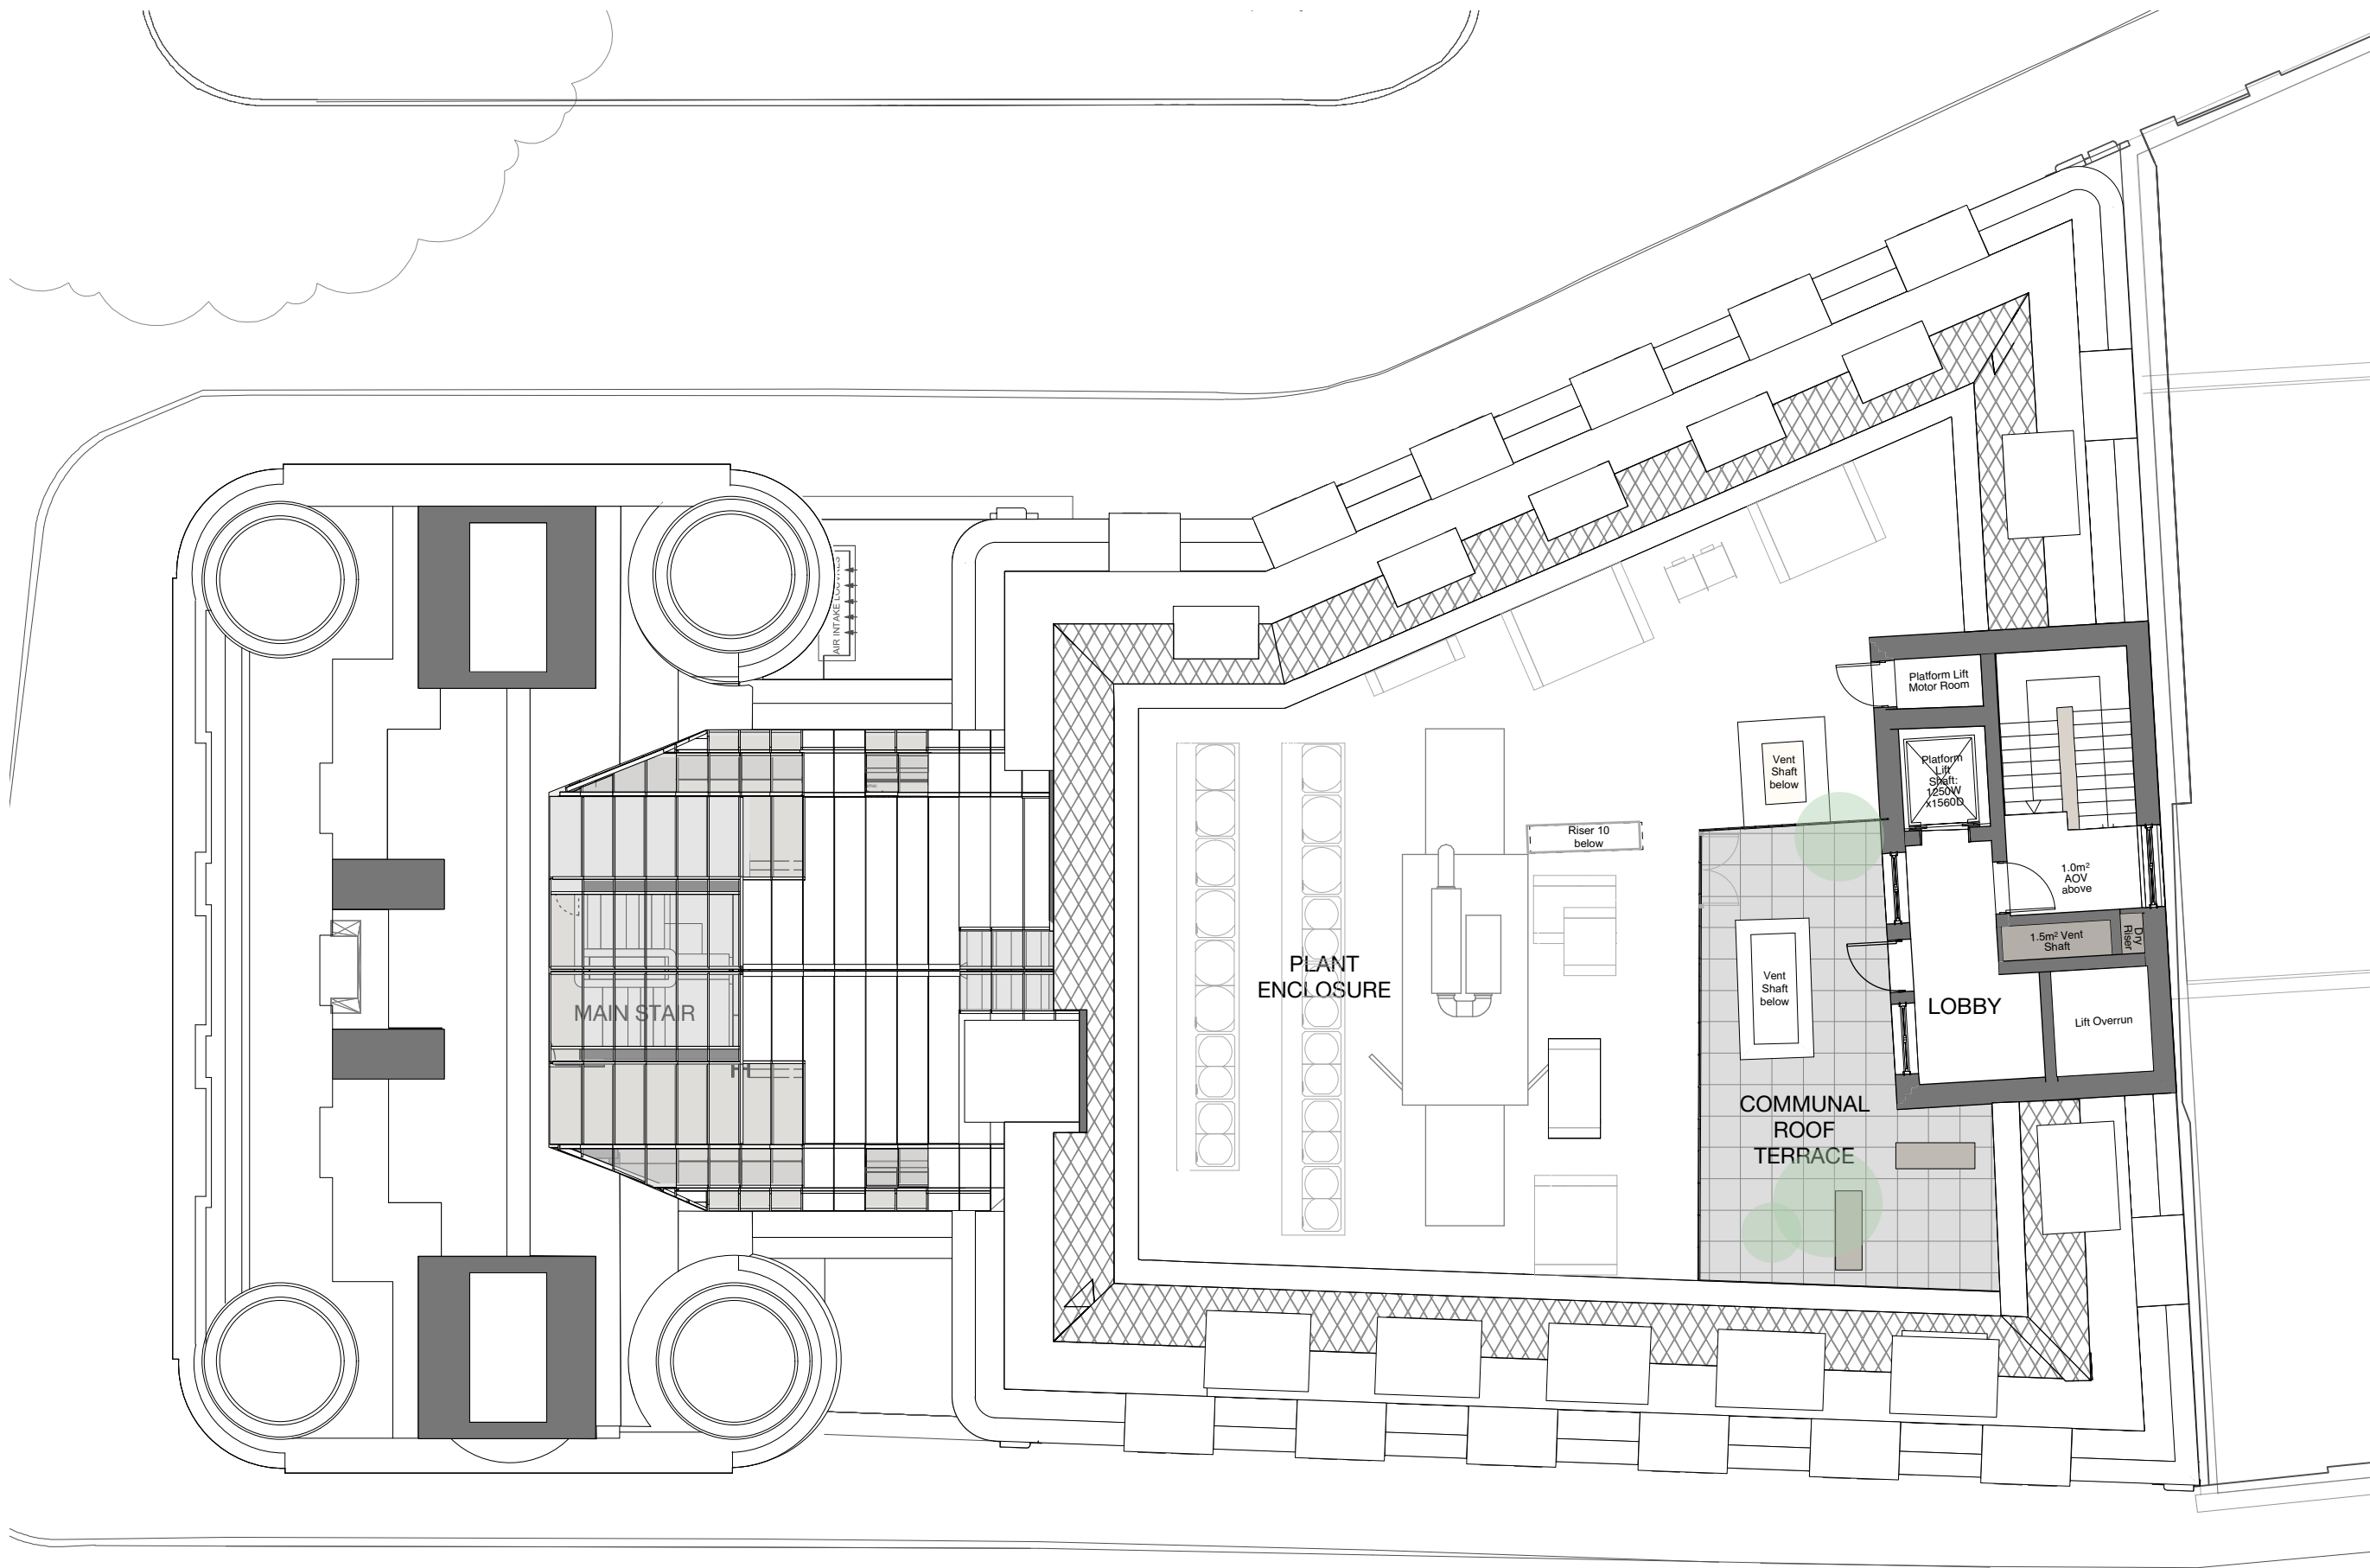 AIR INTAKE LOUVRES
Platform Lift
Motor Room
Vent
Shaft
below
Platform
Lift
Shaft:
1250W
x1560D
Riser 10
below
1.0m²
AOV
above
1.5m² Vent
Shaft
Dry
Riser
PLANT
ENCLOSURE
Vent
Shaft
below
LOBBY
MAIN STAIR
Lift Overrun
COMMUNAL
ROOF
TERRACE